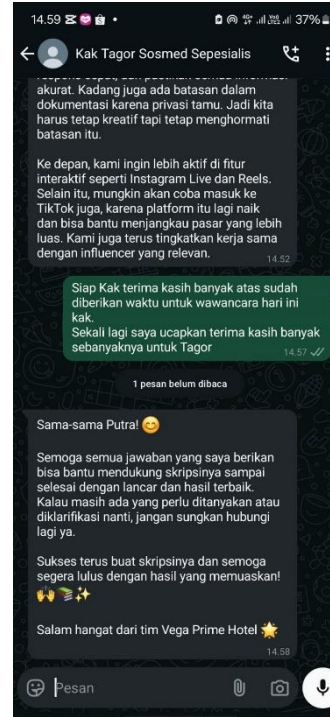 14.59
37%
Kak Tagor Sosmed Sepesialis
respons cepat, dan pastikan semua informasi
akurat. Kadang juga ada batasan dalam
dokumentasi karena privasi tamu. Jadi kita
harus tetap kreatif tapi tetap menghormati
batasan itu.
Ke depan, kami ingin lebih aktif di fitur
interaktif seperti Instagram Live dan Reels.
Selain itu, mungkin akan coba masuk ke
TikTok juga, karena platform itu lagi naik
dan bisa bantu menjangkau pasar yang lebih
luas. Kami juga terus tingkatkan kerja sama
dengan influencer yang relevan.
14.52
Siap Kak terima kasih banyak atas sudah
diberikan waktu untuk wawancara hari ini
kak.
Sekali lagi saya ucapkan terima kasih banyak
sebanyaknya untuk Tagor
14.57
1 pesan belum dibaca
Sama-sama Putra! 😊
Semoga semua jawaban yang saya berikan
bisa bantu mendukung skripsinya sampai
selesai dengan lancar dan hasil terbaik.
Kalau masih ada yang perlu ditanyakan atau
diklarifikasi nanti, jangan sungkan hubungi
lagi ya.
Sukses terus buat skripsinya dan semoga
segera lulus dengan hasil yang memuaskan!
🙌📚✨
Salam hangat dari tim Vega Prime Hotel 🌟
14.58
Pesan